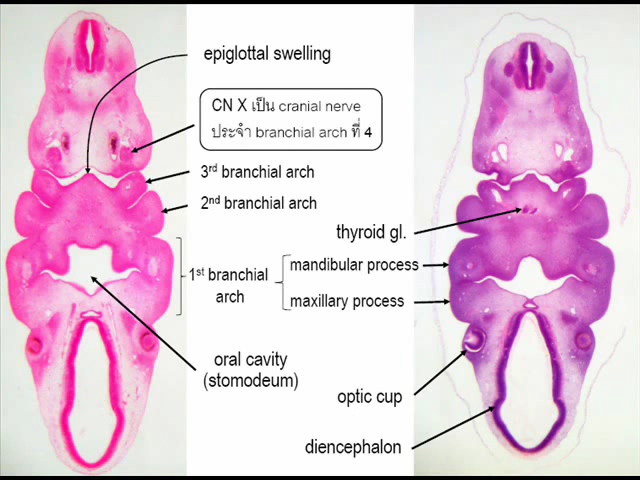 epiglottal swelling
CN X เป็น cranial nerve
ประจำ branchial arch ที่ 4
3rd branchial arch
2nd branchial arch
thyroid gl.
1st branchial
arch
mandibular process
maxillary process
oral cavity
(stomodeum)
optic cup
diencephalon